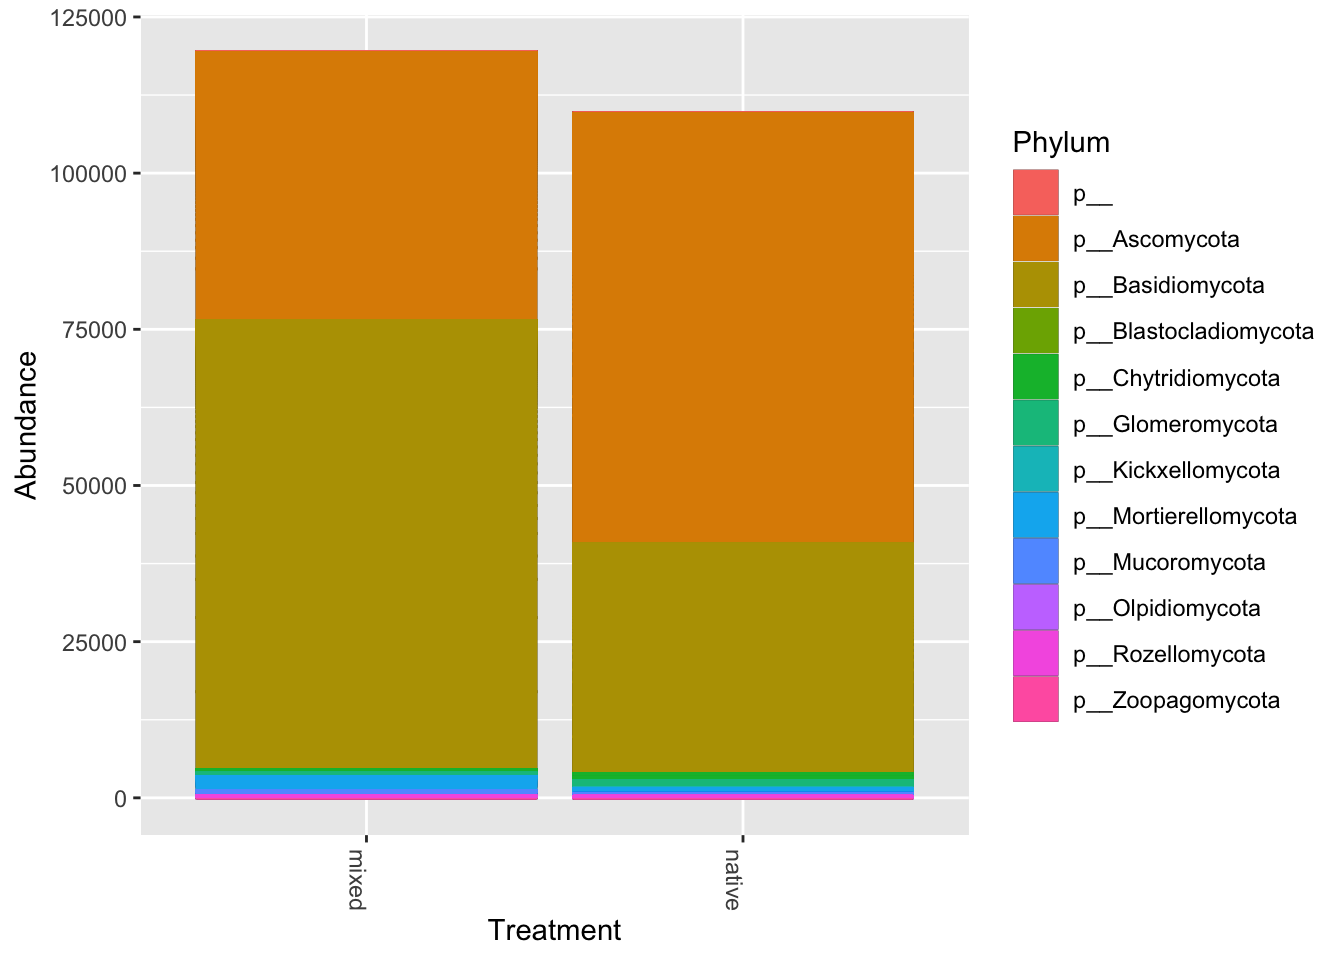 125000
100000
75000
50000
25000
0
Abundance
mixed
native
Treatment
Phylum
p__
p__Ascomycota
p__Basidiomycota
p__Blastocladiomycota
p__Chytridiomycota
p__Glomeromycota
p__Kickxellomycota
p__Mortierellomycota
p__Mucoromycota
p__Olpidiomycota
p__Rozellomycota
p__Zoopagomycota